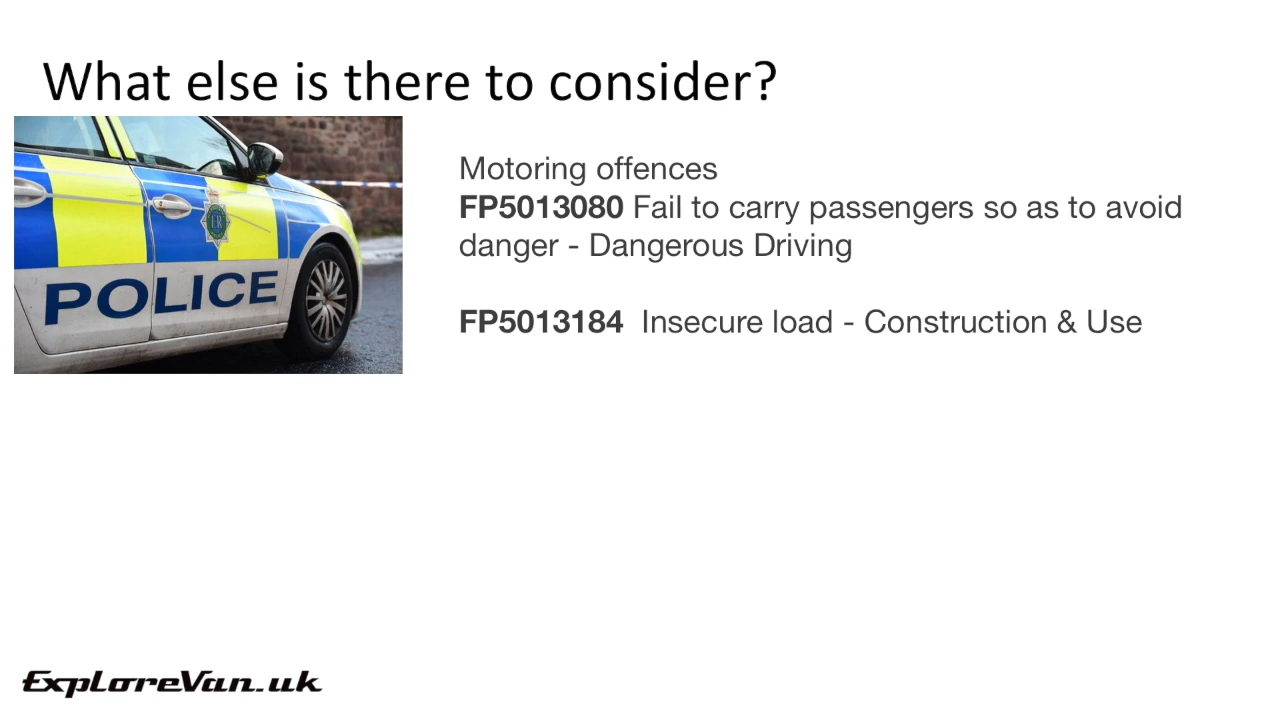 What else is there to consider?
POLICE
Motoring offences
FP5013080 Fail to carry passengers so as to avoid
danger - Dangerous Driving
FP5013184 Insecure load - Construction & Use
ExploreVan.uk